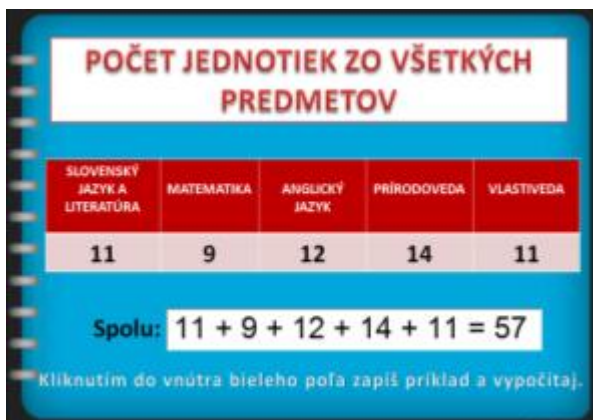 POČET JEDNOTIEK ZO VŠETKÝCH
PREDMETOV
SLOVENSKÝ
JAZYK A
LITERATÚRA
MATEMATIKA
ANGLICKÝ
JAZYK
PRÍRODOVEDA
VLASTIVEDA
11 9 12 14 11
Spolu: 11 + 9 + 12 + 14 + 11 = 57
Kliknutím do vnútra bieleho poľa zapíš príklad a vypočítaj.